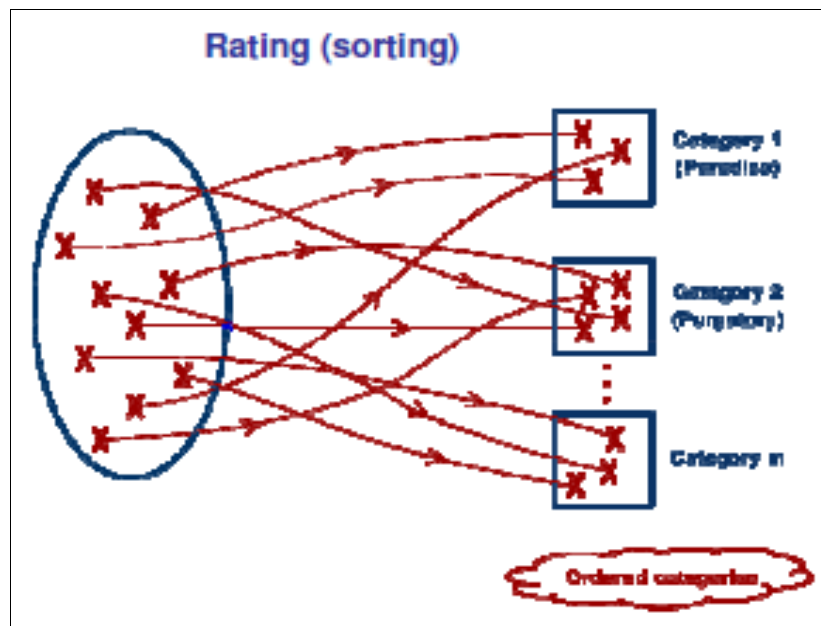 Rating (sorting)
Category 1
(Paradise)
Category 2
(Purgatory)
Category m
Ordered categories